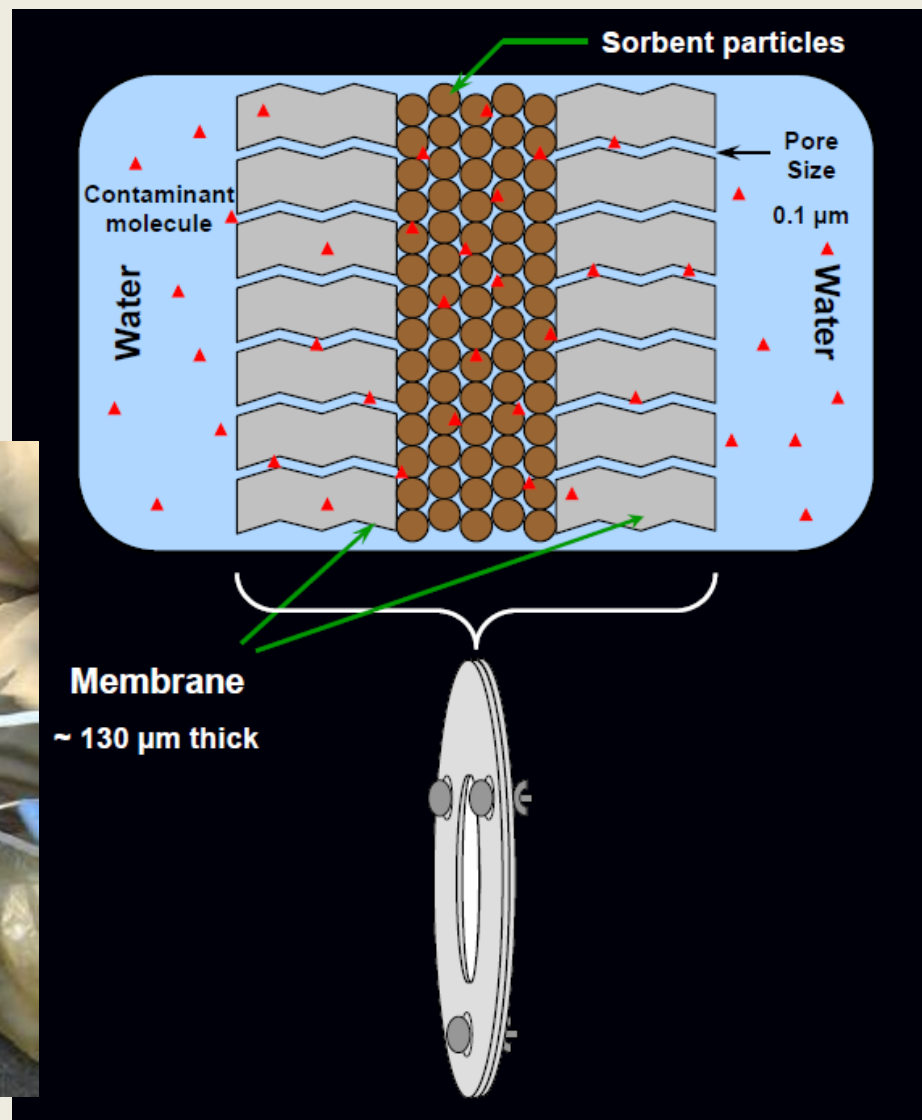 Sorbent particles
Pore
Size
0.1 µm
Contaminant
molecule
Water
Water
Membrane
~ 130 µm thick